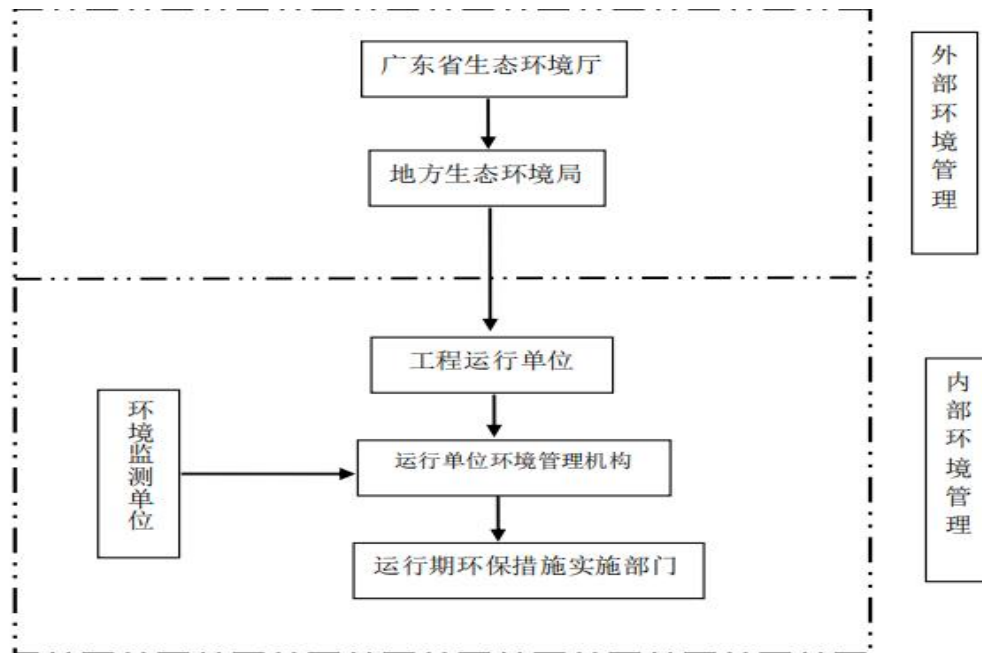 广东省生态环境厅
外部环境管理
地方生态环境局
工程运行单位
内部环境管理
环境监测单位
运行单位环境管理机构
运行期环保措施实施部门